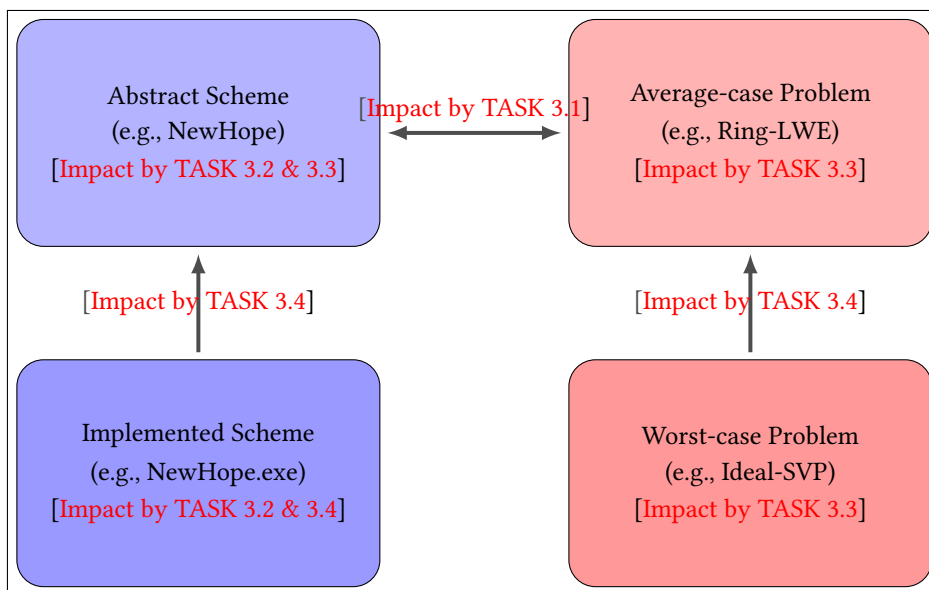 Abstract Scheme
(e.g., NewHope)
[Impact by TASK 3.2 & 3.3]
[Impact by TASK 3.1]
Average-case Problem
(e.g., Ring-LWE)
[Impact by TASK 3.3]
[Impact by TASK 3.4]
[Impact by TASK 3.4]
Implemented Scheme
(e.g., NewHope.exe)
[Impact by TASK 3.2 & 3.4]
Worst-case Problem
(e.g., Ideal-SVP)
[Impact by TASK 3.3]